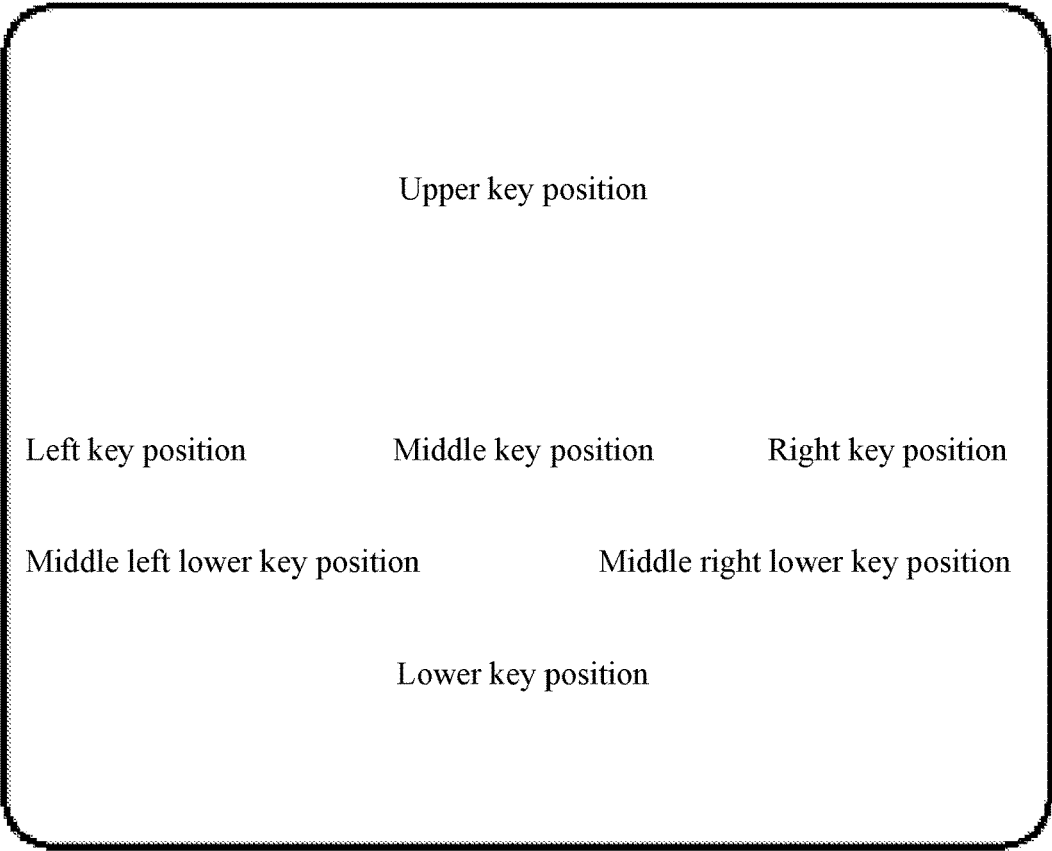 Upper key position
Left key position Middle key position Right key position
Middle left lower key position Middle right lower key position
Lower key position